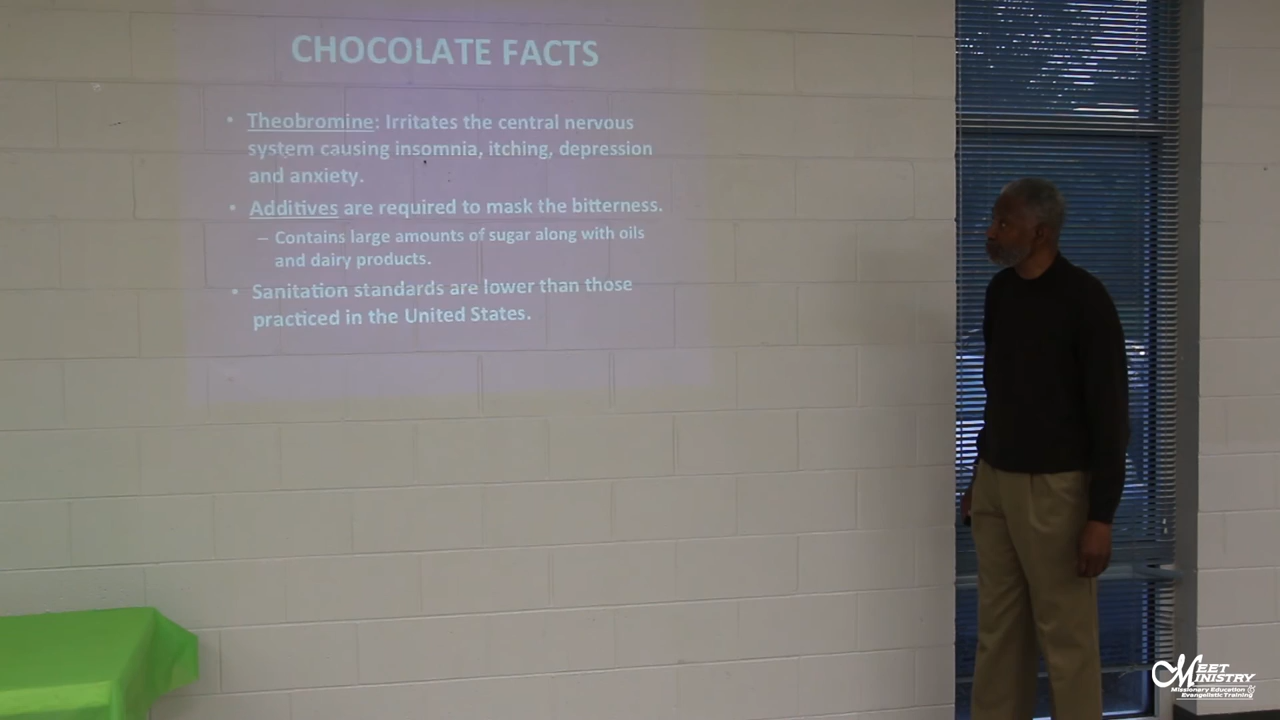 CHOCOLATE FACTS
• Theobromine: Irritates the central nervous
system causing insomnia, itching, depression
and anxiety.
• Additives are required to mask the bitterness.
– Contains large amounts of sugar along with oils
and dairy products.
• Sanitation standards are lower than those
practiced in the United States.
MEET
MINISTRY
Missionary Education &
Evangelistic Training